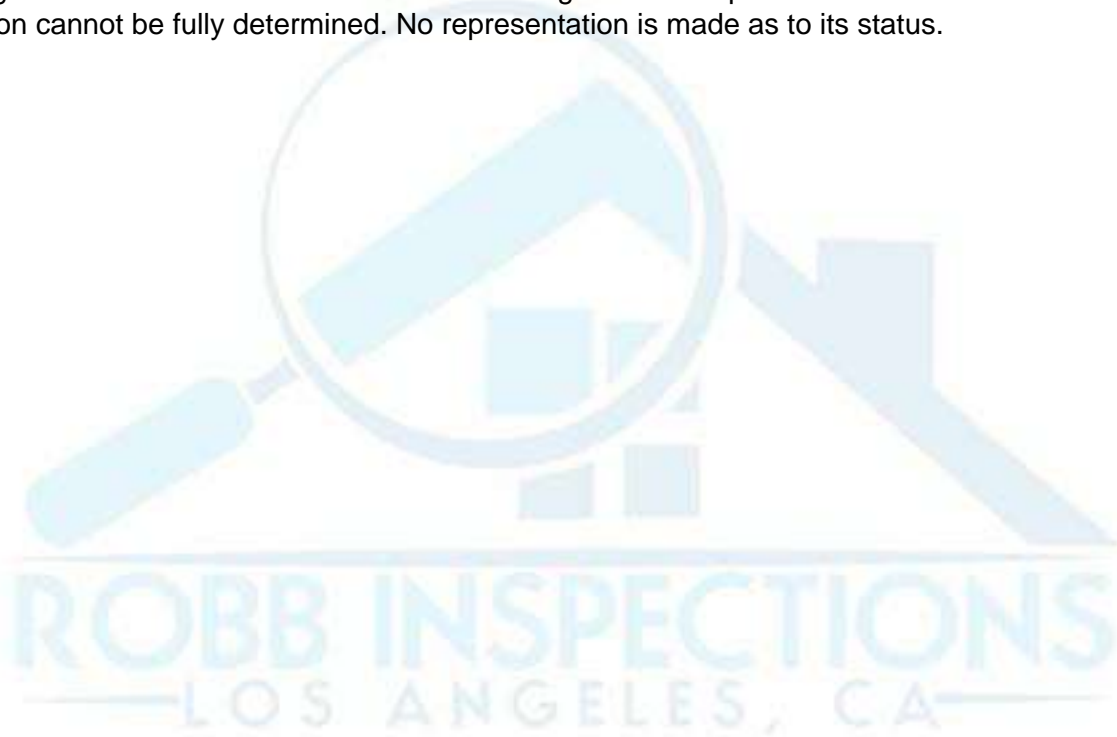 on cannot be fully determined. No representation is made as to its status.
ROBB INSPECTIONS
LOS ANGELES, CA